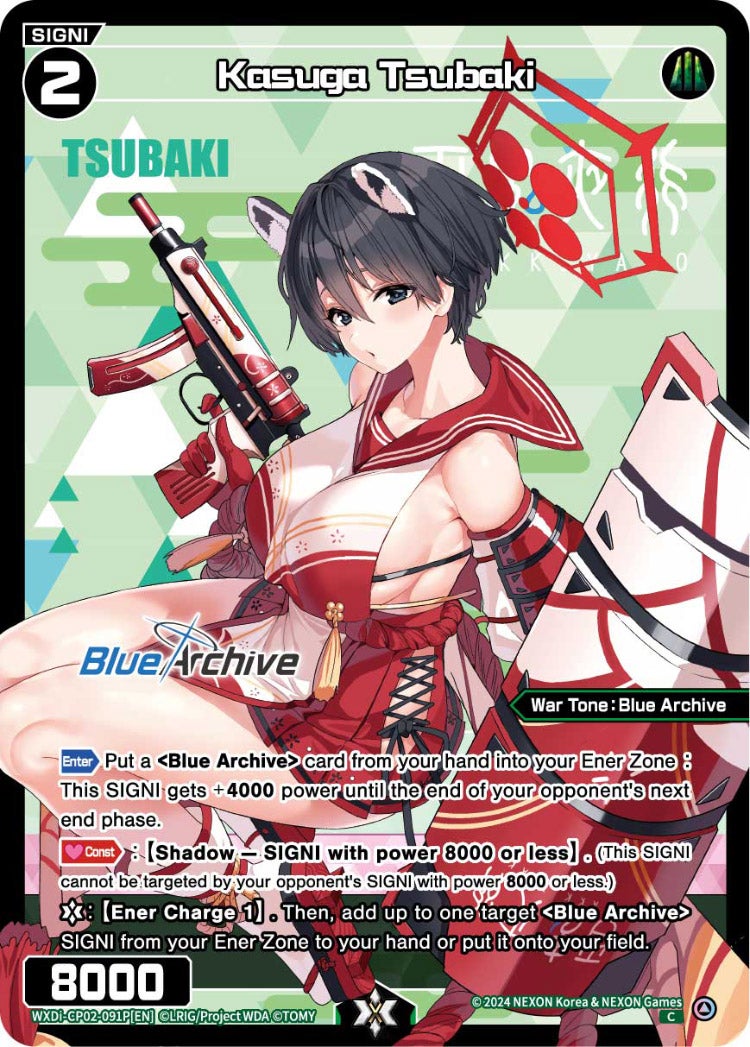 SIGNI
2
Kasuga Tsubaki
TSUBAKI
Blue Archive
War Tone:Blue Archive
Enter Put a <Blue Archive> card from your hand into your Ener Zone :
This SIGNI gets +4000 power until the end of your opponent's next
end phase.
Const : 【Shadow — SIGNI with power 8000 or less】. (This SIGNI
cannot be targeted by your opponent's SIGNI with power 8000 or less.)
: 【Ener Charge 1】. Then, add up to one target <Blue Archive>
SIGNI from your Ener Zone to your hand or put it onto your field.
8000
© 2024 NEXON Korea & NEXON Games
WXDi-CP02-091P[EN] ©LRIG/Project WDA ©TOMY
C